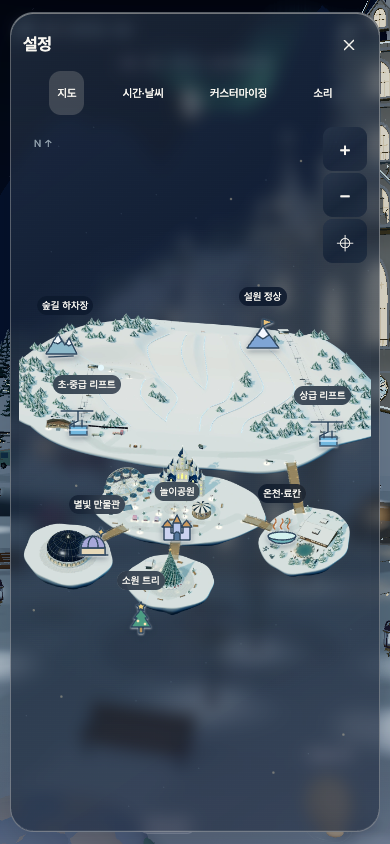 설정
지도
시간·날씨
커스터마이징
소리
N ↑
숲길 하차장
설원 정상
초·중급 리프트
상급 리프트
별빛 만물관
놀이공원
온천·료칸
소원 트리